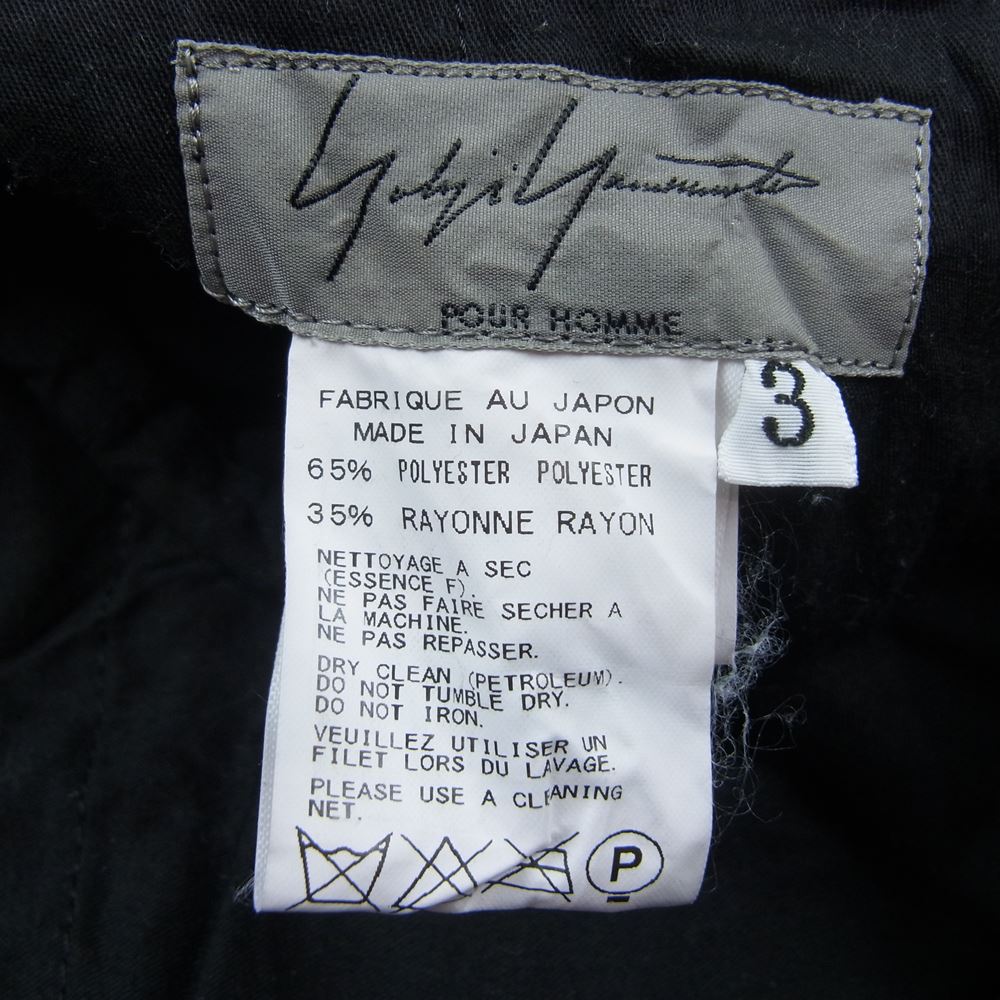 Yohji Yamamoto
POUR HOMME
3
FABRIQUE AU JAPON
MADE IN JAPAN
65% POLYESTER POLYESTER
35% RAYONNE RAYON
NETTOYAGE A SEC
(ESSENCE F).
NE PAS FAIRE SECHER A
LA MACHINE.
NE PAS REPASSER.
DRY CLEAN (PETROLEUM).
DO NOT TUMBLE DRY.
DO NOT IRON.
VEUILLEZ UTILISER UN
FILET LORS DU LAVAGE.
PLEASE USE A CLEANING
NET.
P